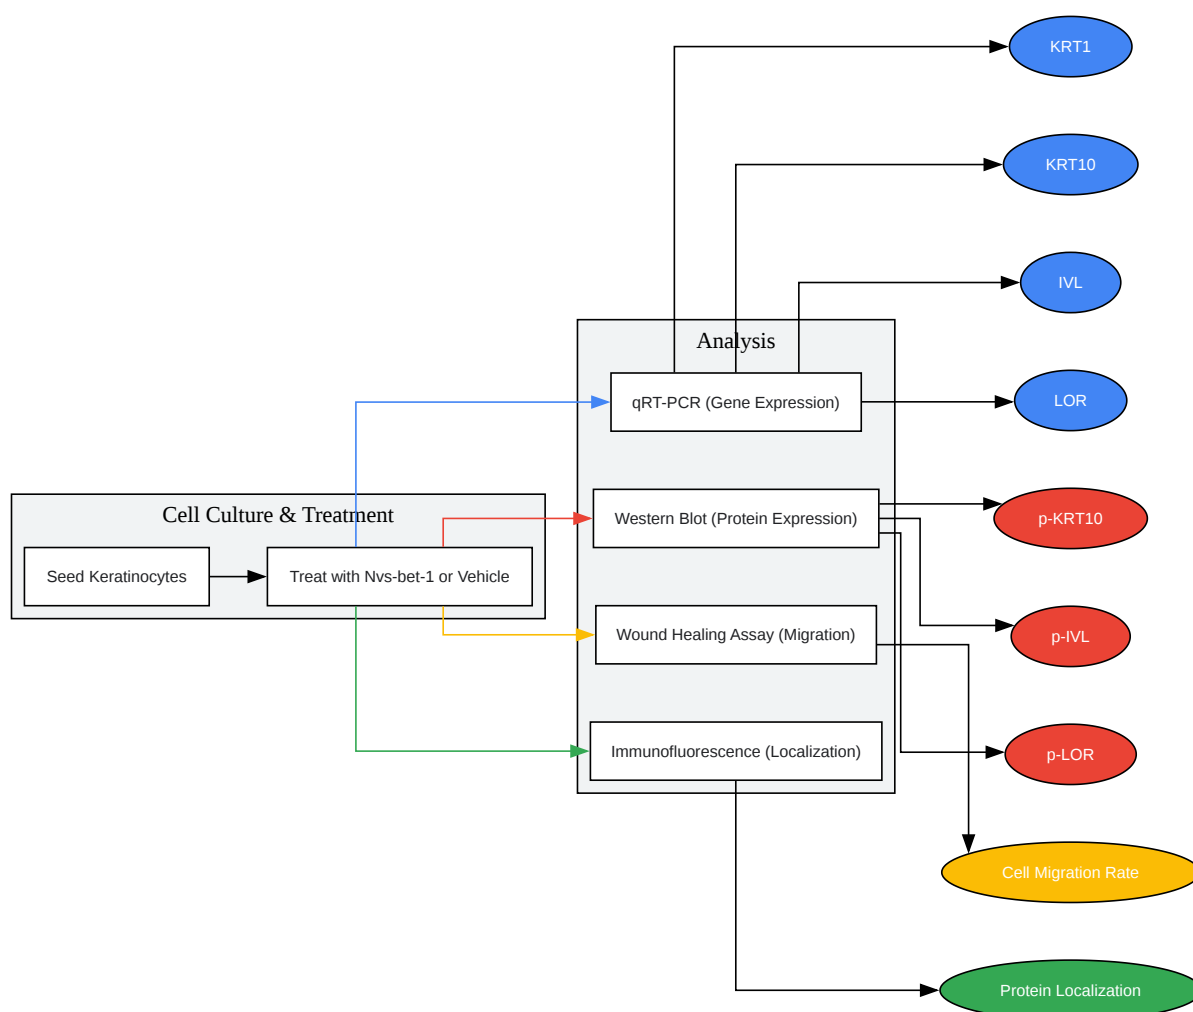 KRT1
KRT10
IVL
Analysis
qRT-PCR (Gene Expression)
LOR
Cell Culture & Treatment
Western Blot (Protein Expression)
p-KRT10
Seed Keratinocytes
Treat with Nvs-bet-1 or Vehicle
Wound Healing Assay (Migration)
p-IVL
Immunofluorescence (Localization)
p-LOR
Cell Migration Rate
Protein Localization